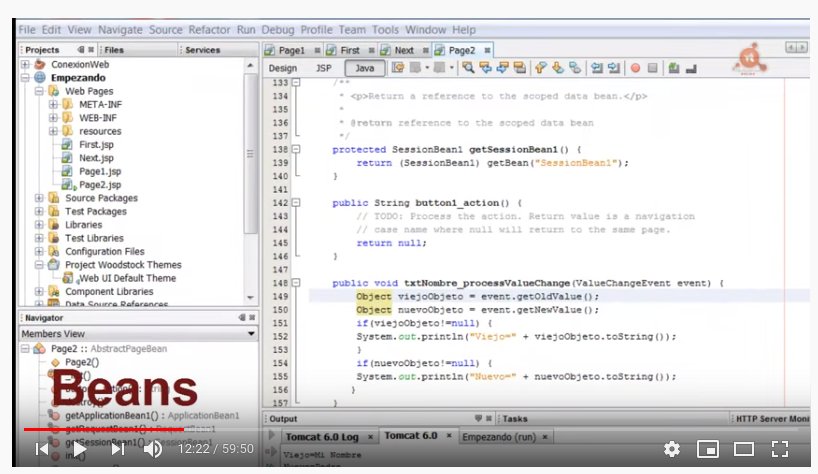 File Edit View Navigate Source Refactor Run Debug Profile Team Tools Window Help
Projects Files Services
Page1 First Next Page2
Design JSP Java
ConexionWeb
Empezando
Web Pages
META-INF
WEB-INF
resources
First.jsp
Next.jsp
Page1.jsp
Page2.jsp
Source Packages
Test Packages
Libraries
Test Libraries
Configuration Files
Project Woodstock Themes
Web UI Default Theme
Component Libraries
Data Source References
Navigator
Members View
Page2 :: AbstractPageBean
Page2()
getApplicationBean1() : ApplicationBean1
getRequestBean1() : RequestBean1
getSessionBean1() : SessionBean1
133 /**
134 * <p>Return a reference to the scoped data bean.</p>
135 *
136 * @return reference to the scoped data bean
137 */
138 protected SessionBean1 getSessionBean1() {
139 return (SessionBean1) getBean("SessionBean1");
140 }
141
142 public String button1_action() {
143 // TODO: Process the action. Return value is a navigation
144 // case name where null will return to the same page.
145 return null;
146 }
147
148 public void txtNombre_processValueChange(ValueChangeEvent event) {
149 Object viejoObjeto = event.getOldValue();
150 Object nuevoObjeto = event.getNewValue();
151 if(viejoObjeto!=null) {
152 System.out.println("Viejo=" + viejoObjeto.toString());
153 }
154 if(nuevoObjeto!=null) {
155 System.out.println("Nuevo=" + nuevoObjeto.toString());
156 }
157 }
Output Tasks HTTP Server Moni
Tomcat 6.0 Log Tomcat 6.0 Empezando (run)
Viejo=Mi Nombre
Beans
12:22 / 59:50